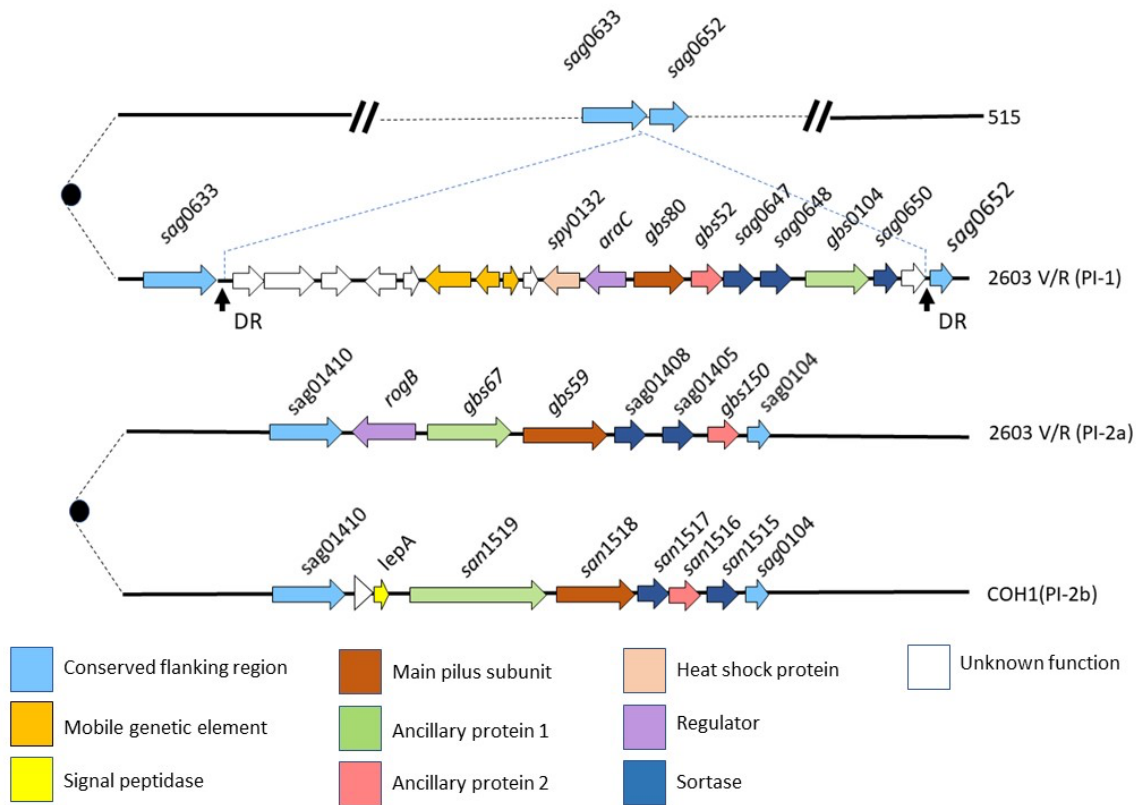 sag0633
sag0652
515
sag0633
spy0132
araC
gbs80
gbs52
sag0647
sag0648
gbs0104
sag0650
sag0652
2603 V/R (PI-1)
DR
DR
sag01410
rogB
gbs67
gbs59
sag01408
sag01405
gbs150
sag0104
2603 V/R (PI-2a)
sag01410
lepA
san1519
san1518
san1517
san1516
san1515
sag0104
COH1(PI-2b)
Conserved flanking region
Main pilus subunit
Heat shock protein
Unknown function
Mobile genetic element
Ancillary protein 1
Regulator
Signal peptidase
Ancillary protein 2
Sortase